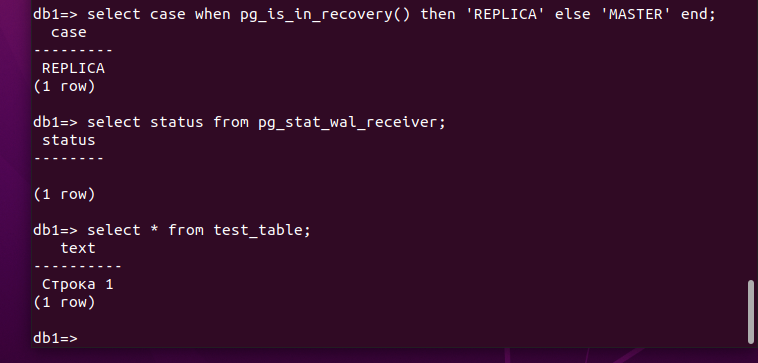 db1=> select case when pg_is_in_recovery() then 'REPLICA' else 'MASTER' end;
  case
---------
 REPLICA
(1 row)

db1=> select status from pg_stat_wal_receiver;
 status
--------

(1 row)

db1=> select * from test_table;
   text
----------
 Строка 1
(1 row)

db1=>